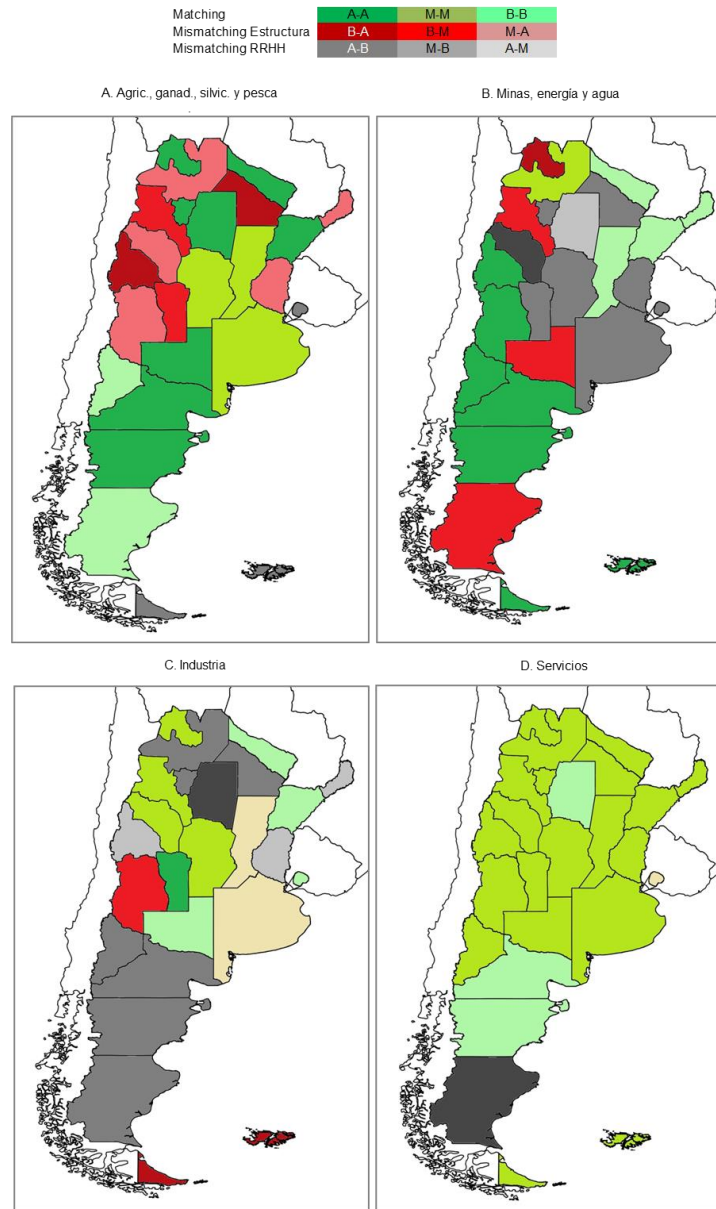 Matching A-A M-M B-B
Mismatching Estructura B-A B-M M-A
Mismatching RRHH A-B M-B A-M
A. Agric., ganad., silvic. y pesca
B. Minas, energía y agua
C. Industria
D. Servicios